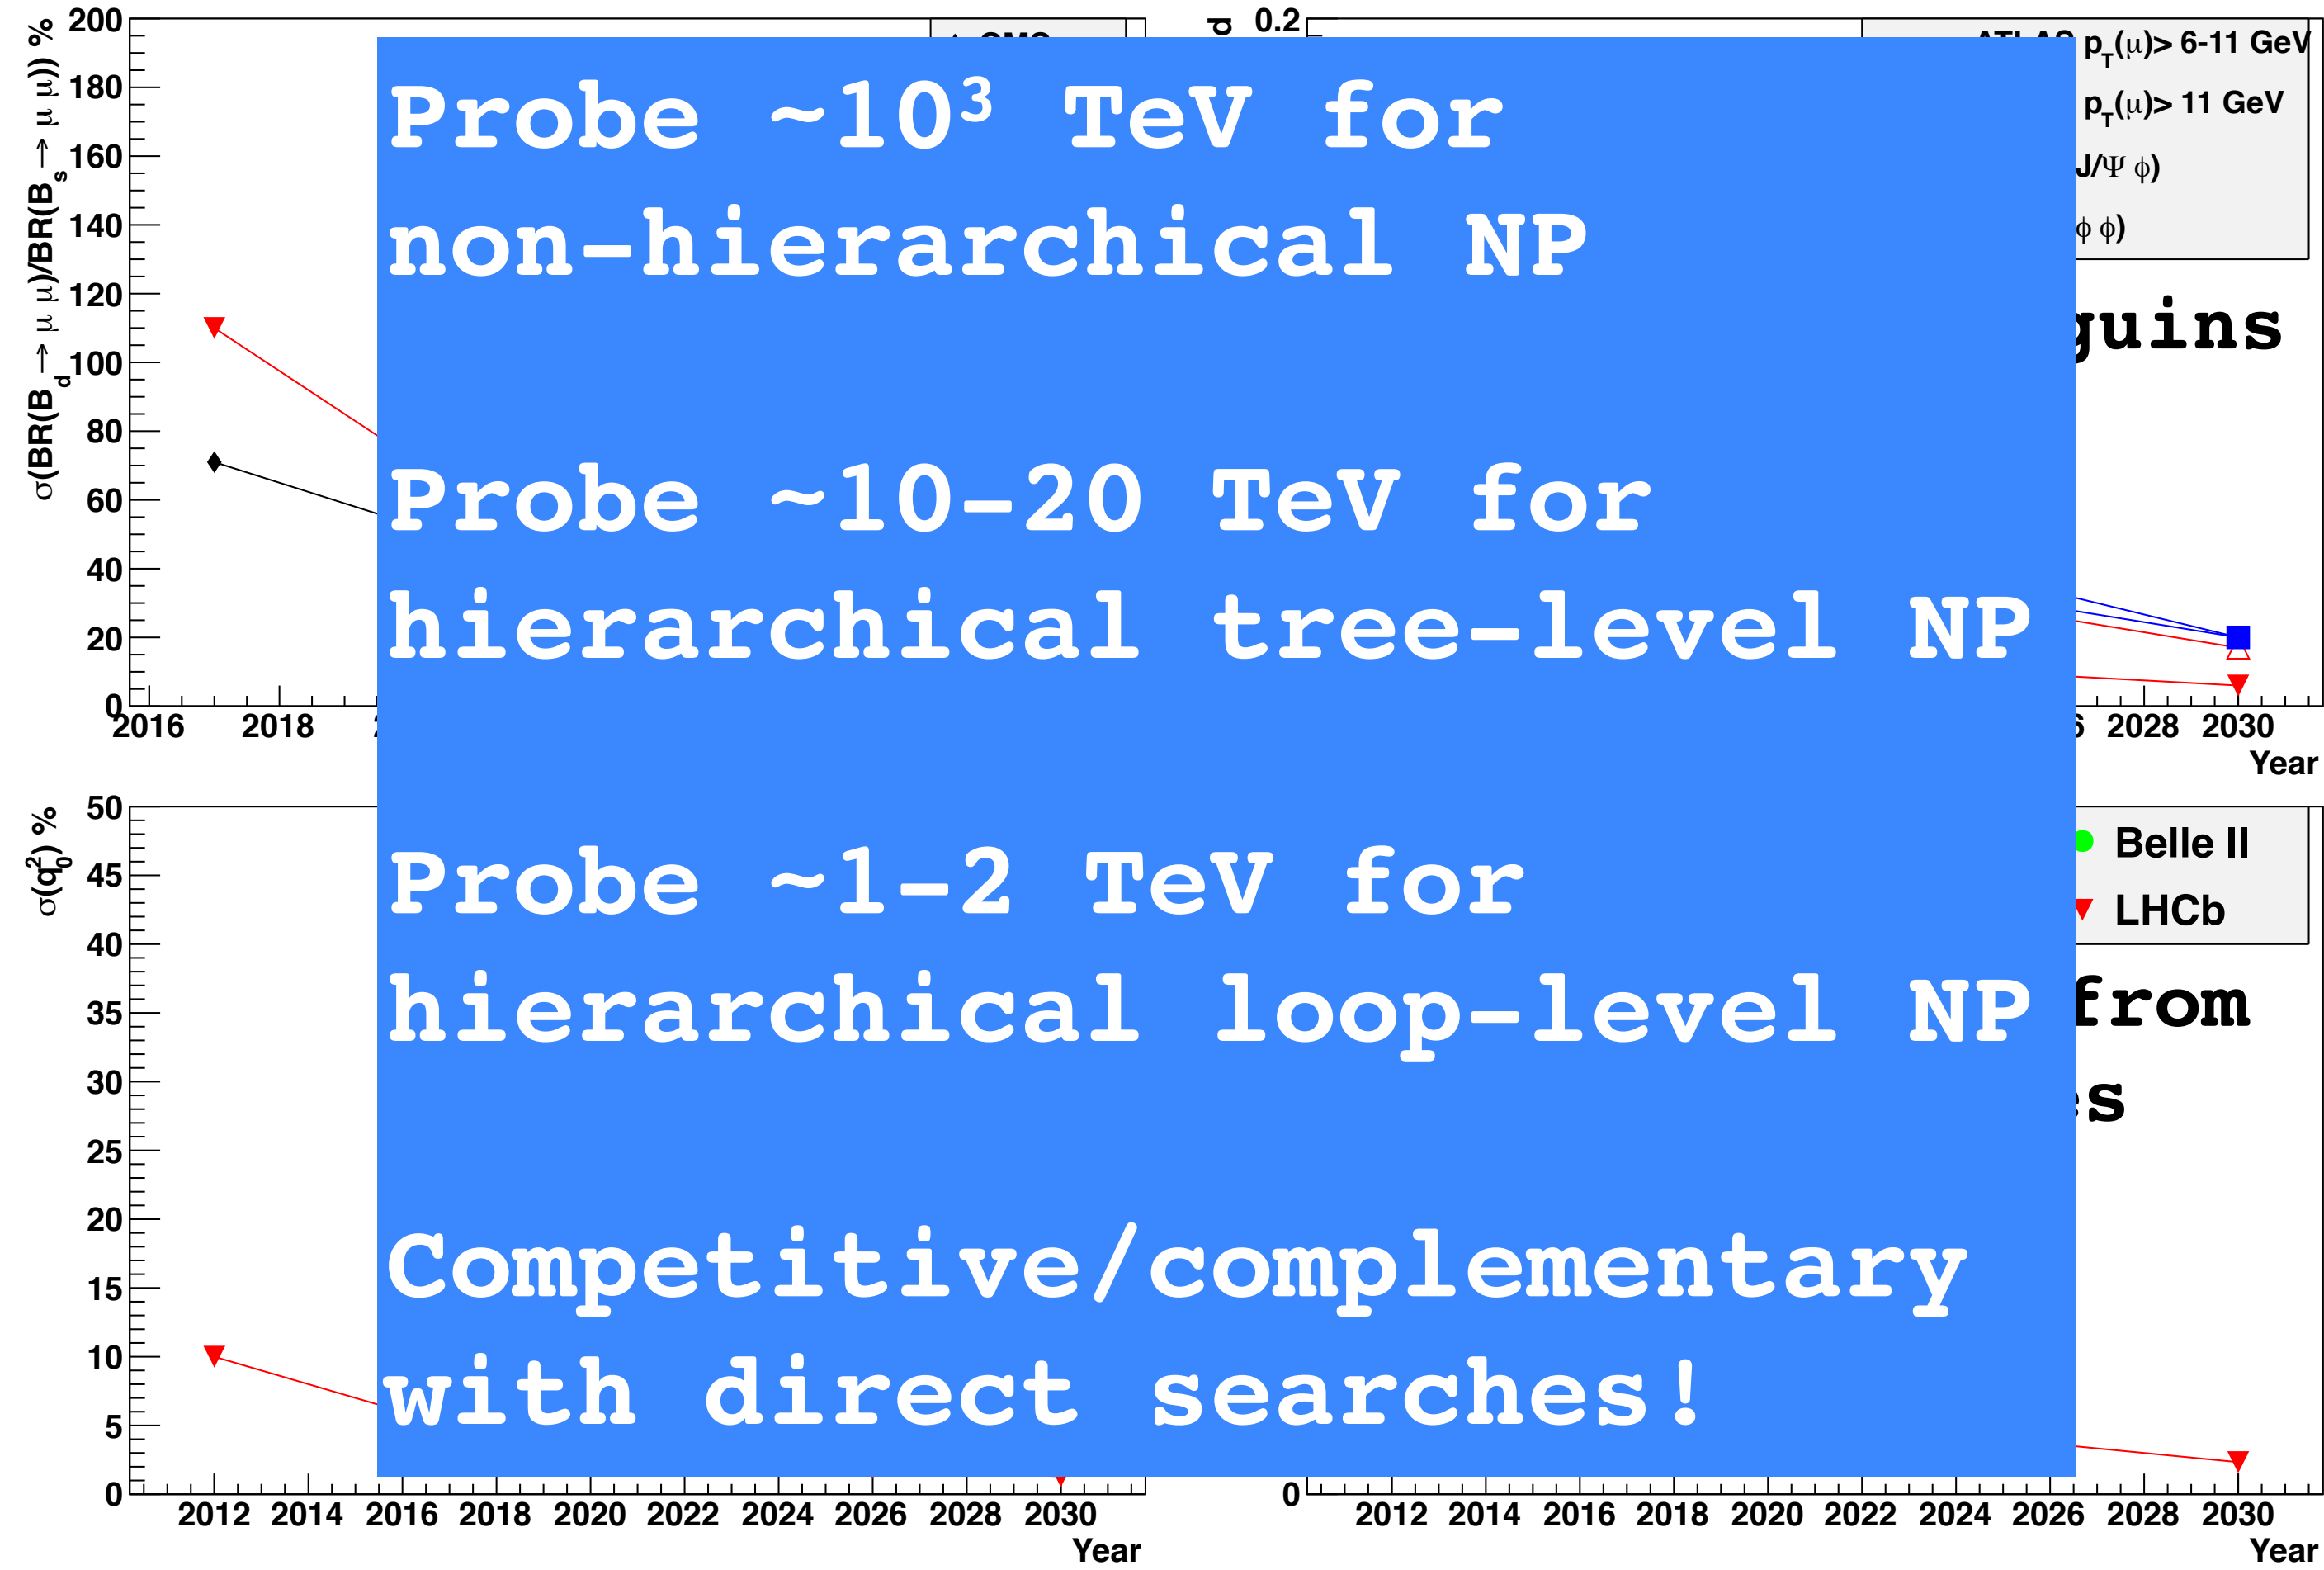 200
180
160
140
120
100
80
60
40
20
0
σ(BR(B_d→ μ μ)/BR(B_s→ μ μ)) %
2016 2018
0.2
d
p_T(μ)> 6-11 GeV
p_T(μ)> 11 GeV
J/Ψ φ)
φ φ)
guins
6 2028 2030
Year
Probe ~10³ TeV for
non-hierarchical NP
Probe ~10-20 TeV for
hierarchical tree-level NP
Probe ~1-2 TeV for
hierarchical loop-level NP
Competitive/complementary
with direct searches!
50
45
40
35
30
25
20
15
10
5
0
σ(q₀²) %
2012 2014 2016 2018 2020 2022 2024 2026 2028 2030
Year
Belle II
LHCb
from
s
0
2012 2014 2016 2018 2020 2022 2024 2026 2028 2030
Year